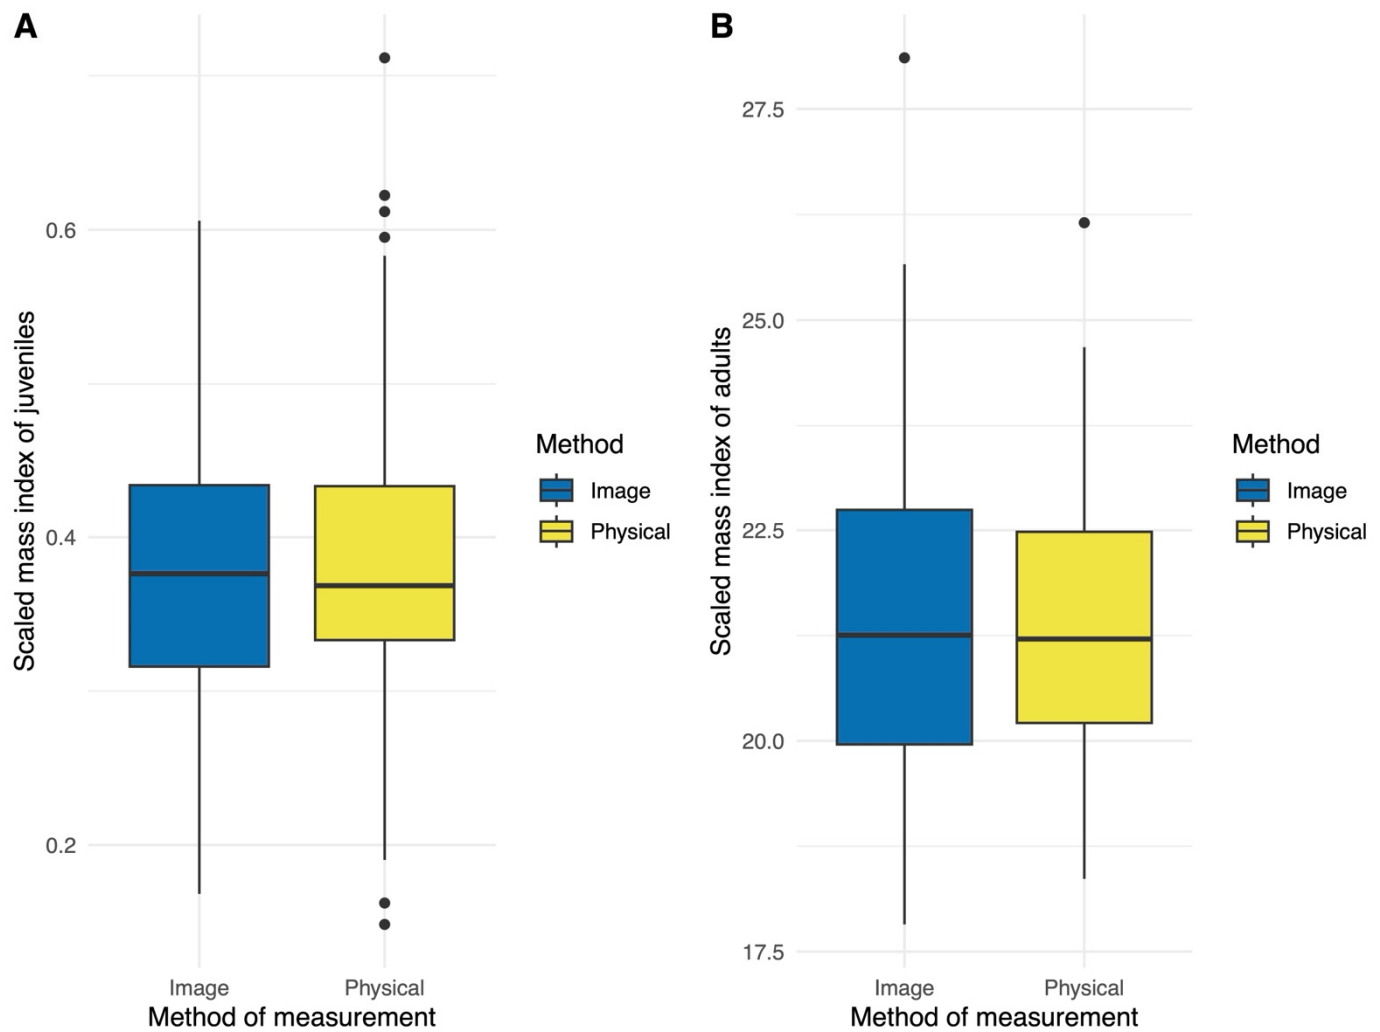 A
Scaled mass index of juveniles
0.6
0.4
0.2
Image
Physical
Method of measurement
Method
Image
Physical
B
Scaled mass index of adults
27.5
25.0
22.5
20.0
17.5
Image
Physical
Method of measurement
Method
Image
Physical